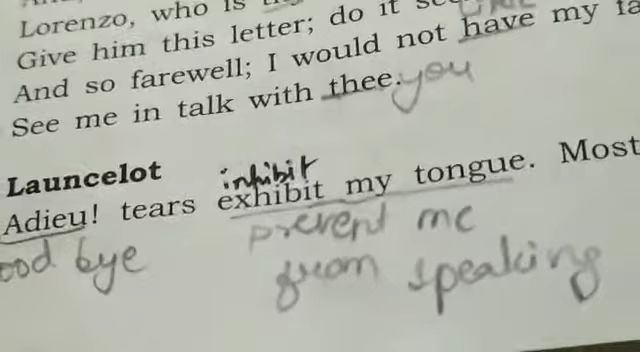 Lorenzo, who is
Give him this letter; do it
And so farewell; I would not have my
See me in talk with thee. you
Launcelot
inhibit
Adieu! tears exhibit my tongue. Most
prevent me
ood bye
from speaking